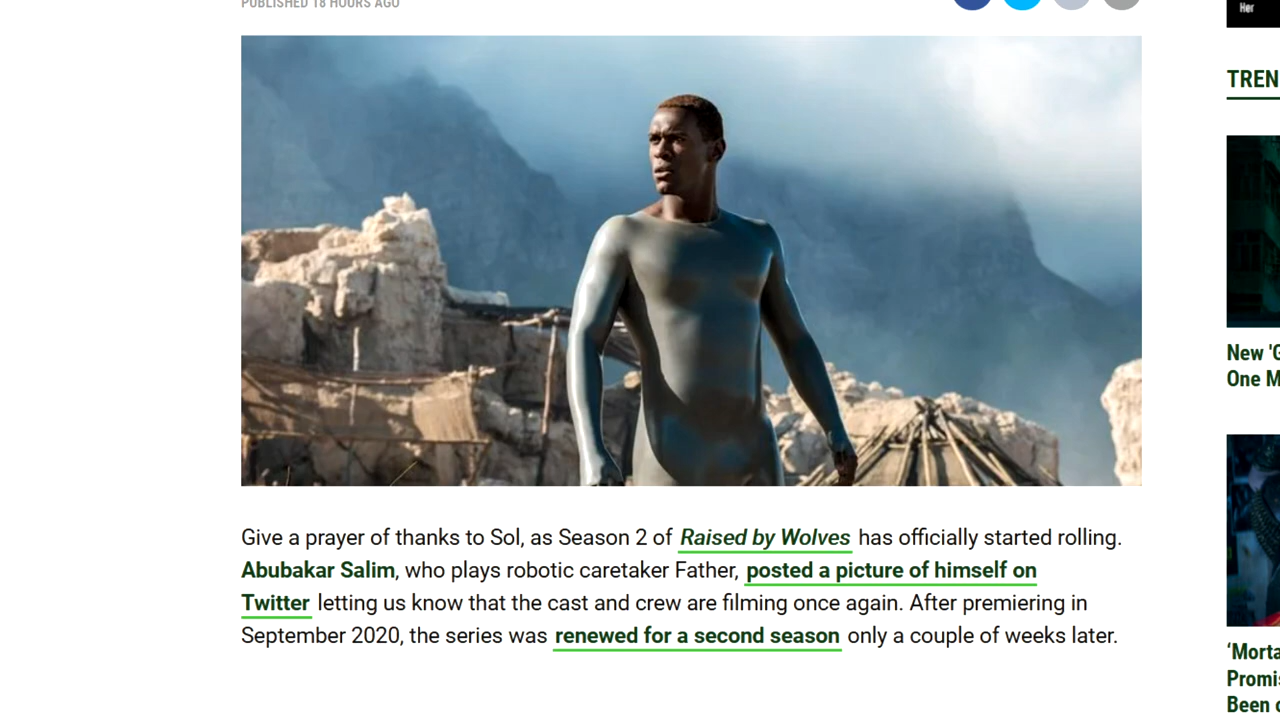 PUBLISHED 18 HOURS AGO
Her
TREN
Give a prayer of thanks to Sol, as Season 2 of Raised by Wolves has officially started rolling.
Abubakar Salim, who plays robotic caretaker Father, posted a picture of himself on
Twitter letting us know that the cast and crew are filming once again. After premiering in
September 2020, the series was renewed for a second season only a couple of weeks later.
New 'G
One M
‘Morta
Promis
Been o